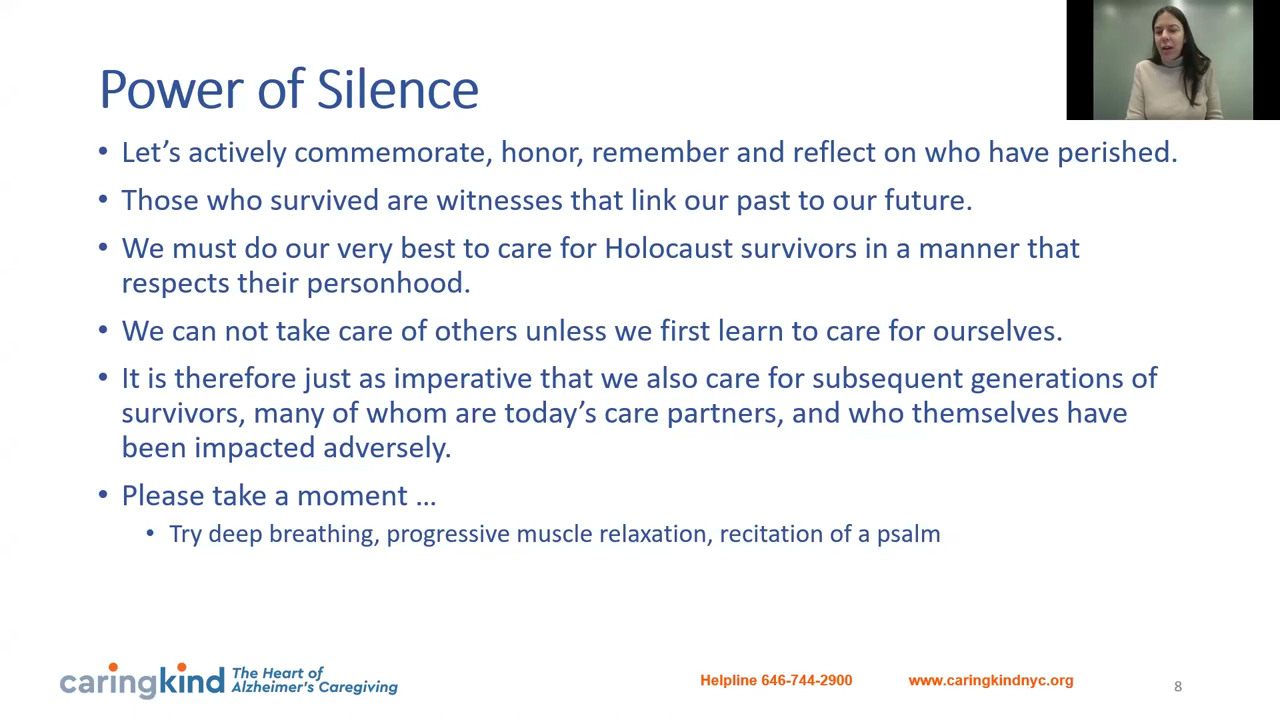 Power of Silence
• Let's actively commemorate, honor, remember and reflect on who have perished.
• Those who survived are witnesses that link our past to our future.
• We must do our very best to care for Holocaust survivors in a manner that
respects their personhood.
• We can not take care of others unless we first learn to care for ourselves.
• It is therefore just as imperative that we also care for subsequent generations of
survivors, many of whom are today's care partners, and who themselves have
been impacted adversely.
• Please take a moment …
• Try deep breathing, progressive muscle relaxation, recitation of a psalm
caringkind
The Heart of
Alzheimer's Caregiving
Helpline 646-744-2900
www.caringkindnyc.org
8